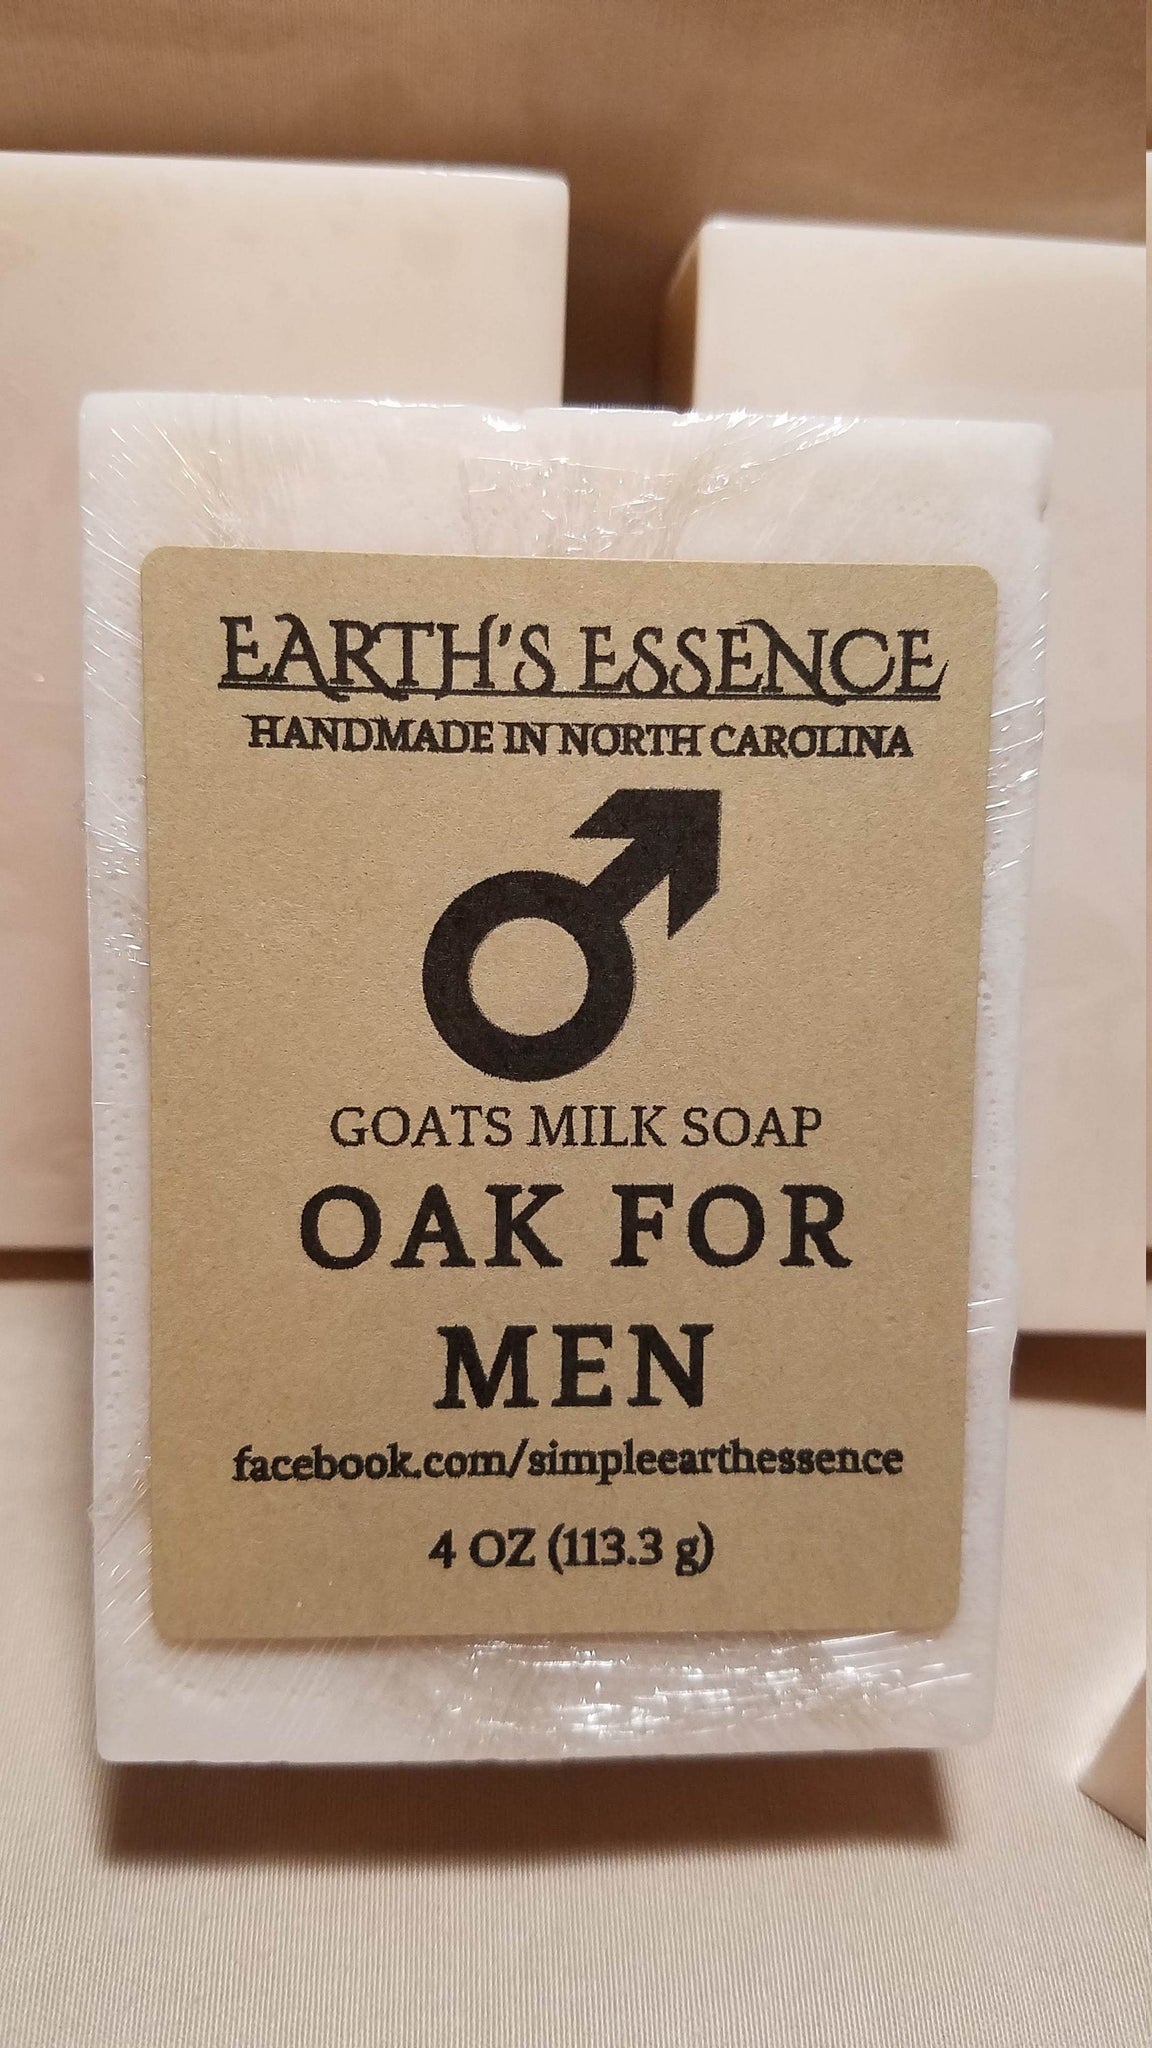 EARTH'S ESSENCE
HANDMADE IN NORTH CAROLINA
GOATS MILK SOAP
OAK FOR
MEN
facebook.com/simpleearthessence
4 OZ (113.3 g)